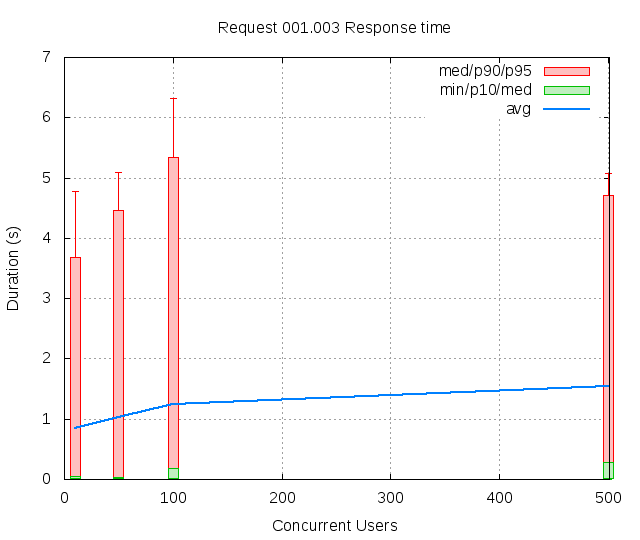 Request 001.003 Response time
7
6
5
4
3
2
1
0
Duration (s)
med/p90/p95
min/p10/med
avg
0 100 200 300 400 500
Concurrent Users